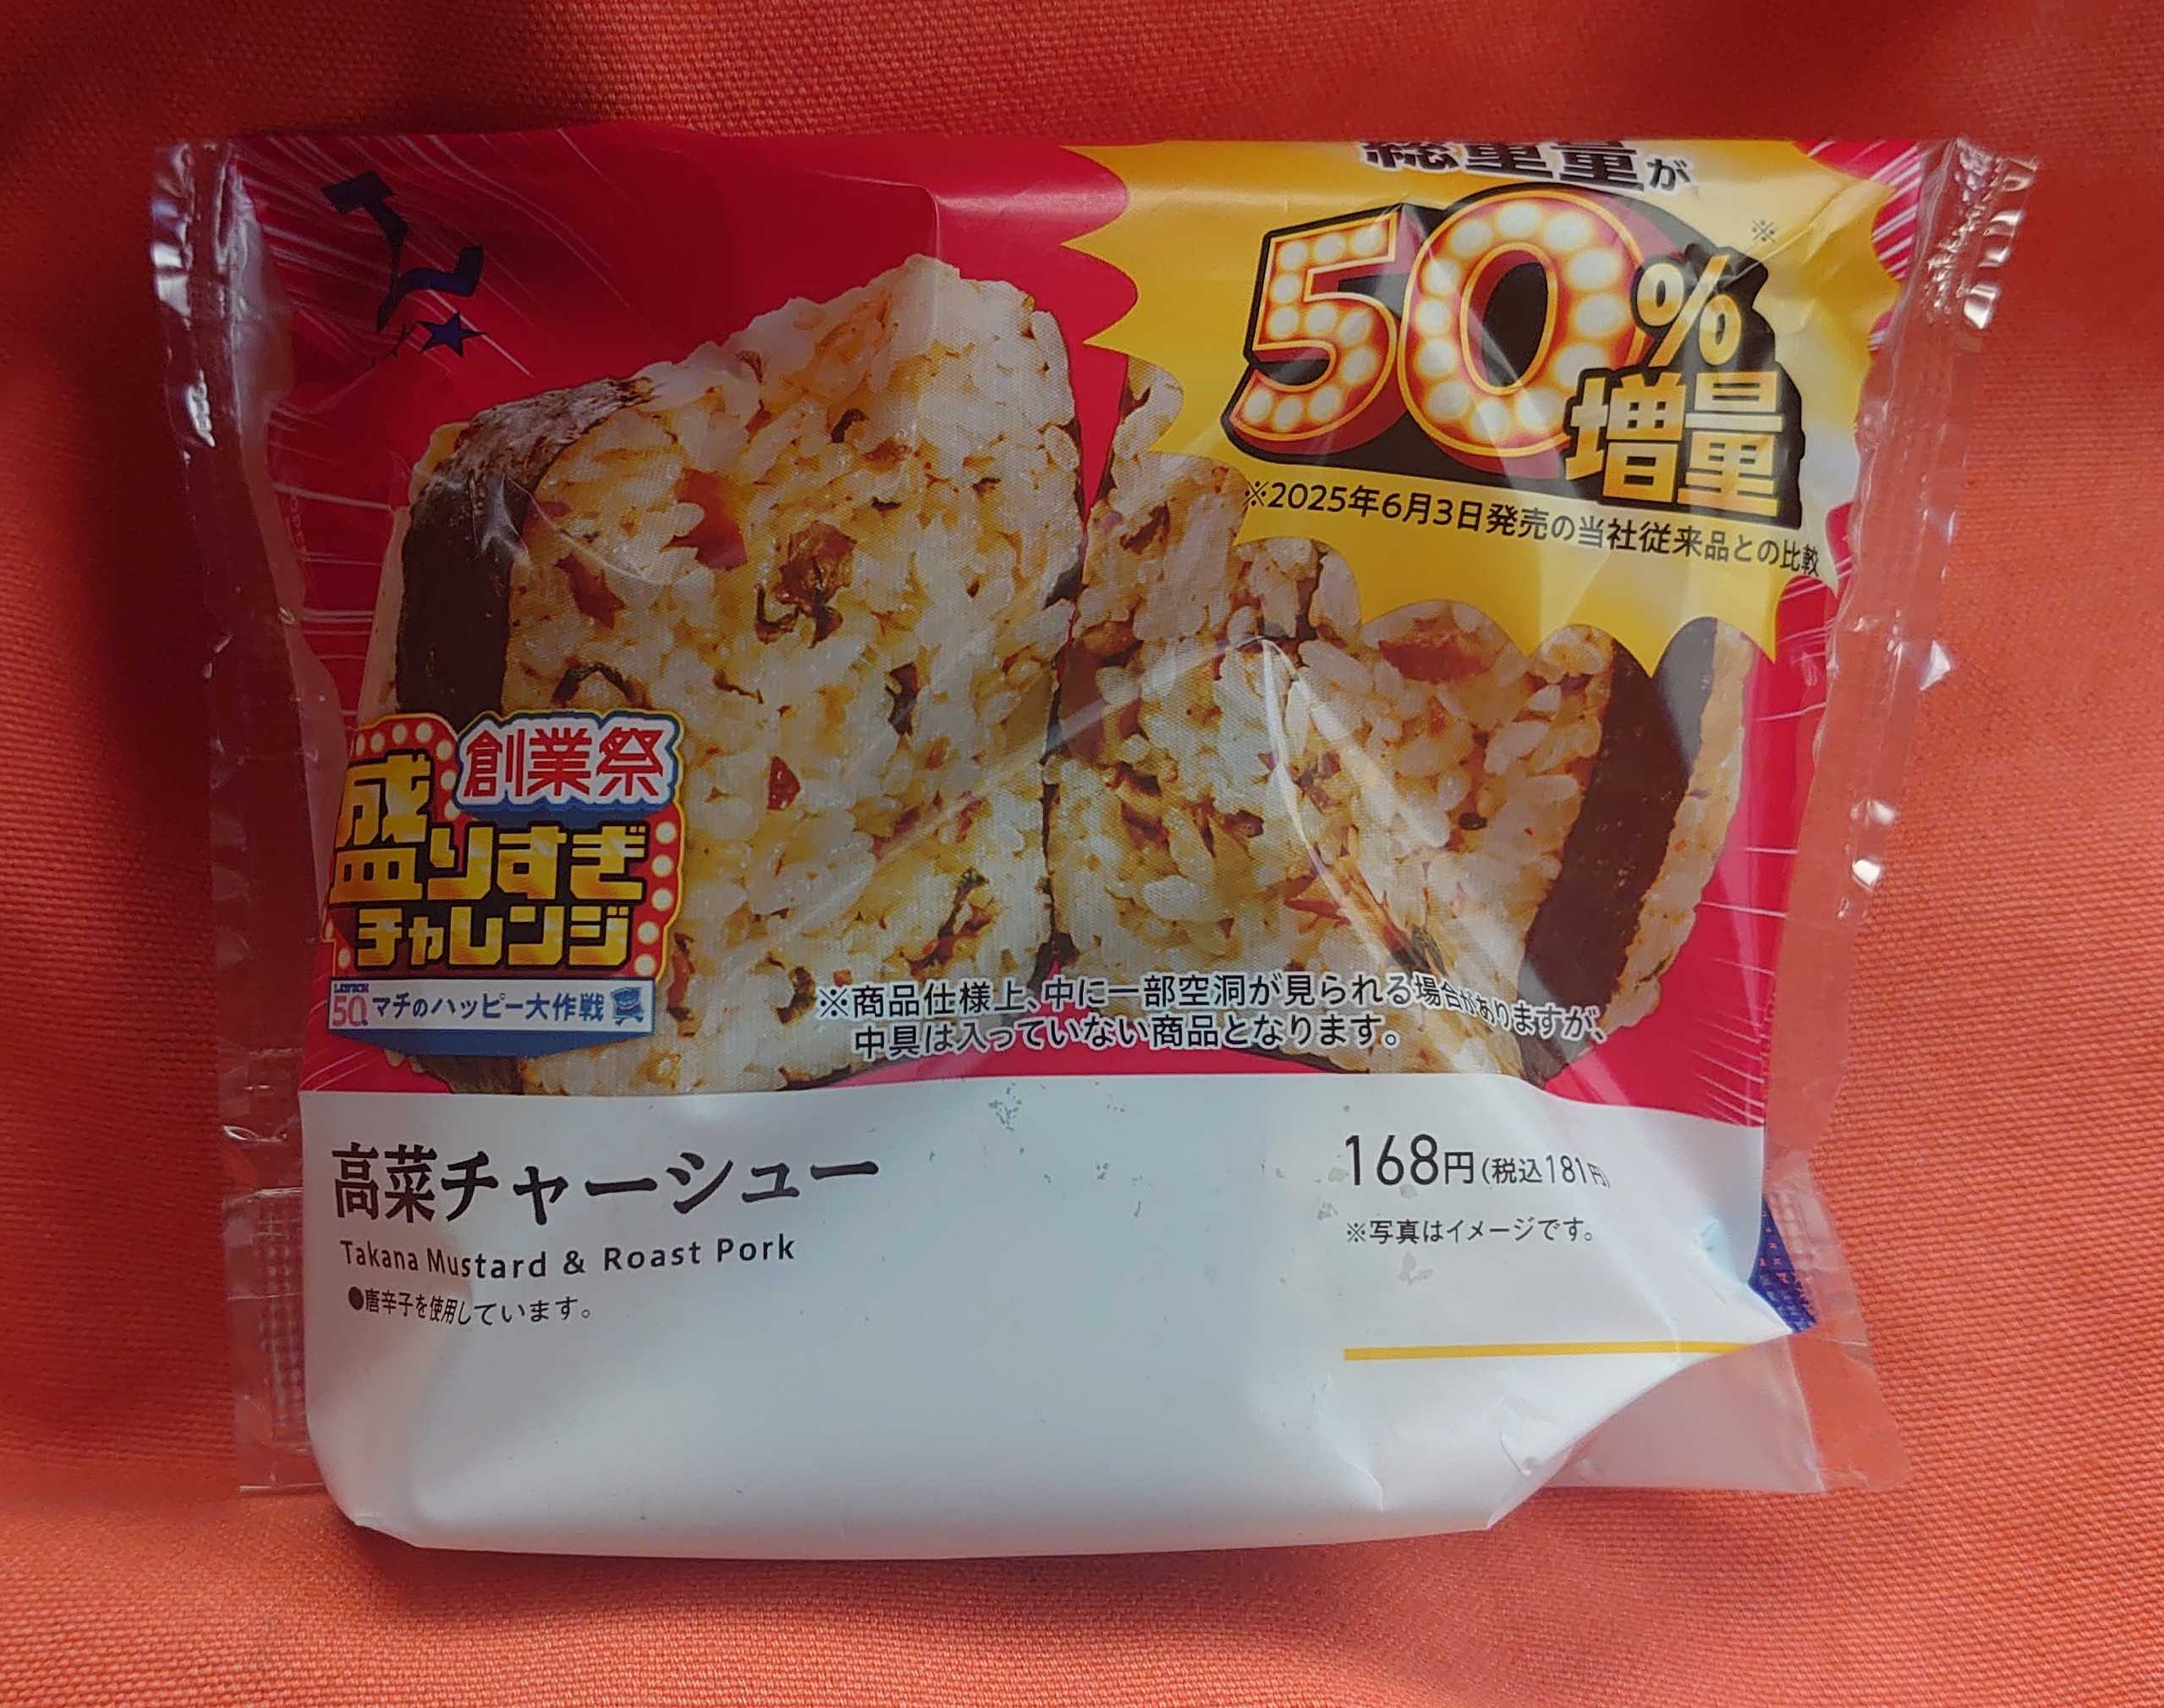 総重量が
50%※
増量
※2025年6月3日発売の当社従来品との比較
創業祭
盛りすぎ
チャレンジ
LAWSON
50th マチのハッピー大作戦
※商品仕様上、中に一部空洞が見られる場合がありますが、
中具は入っていない商品となります。
高菜チャーシュー
Takana Mustard & Roast Pork
●唐辛子を使用しています。
168円(税込181円)
※写真はイメージです。